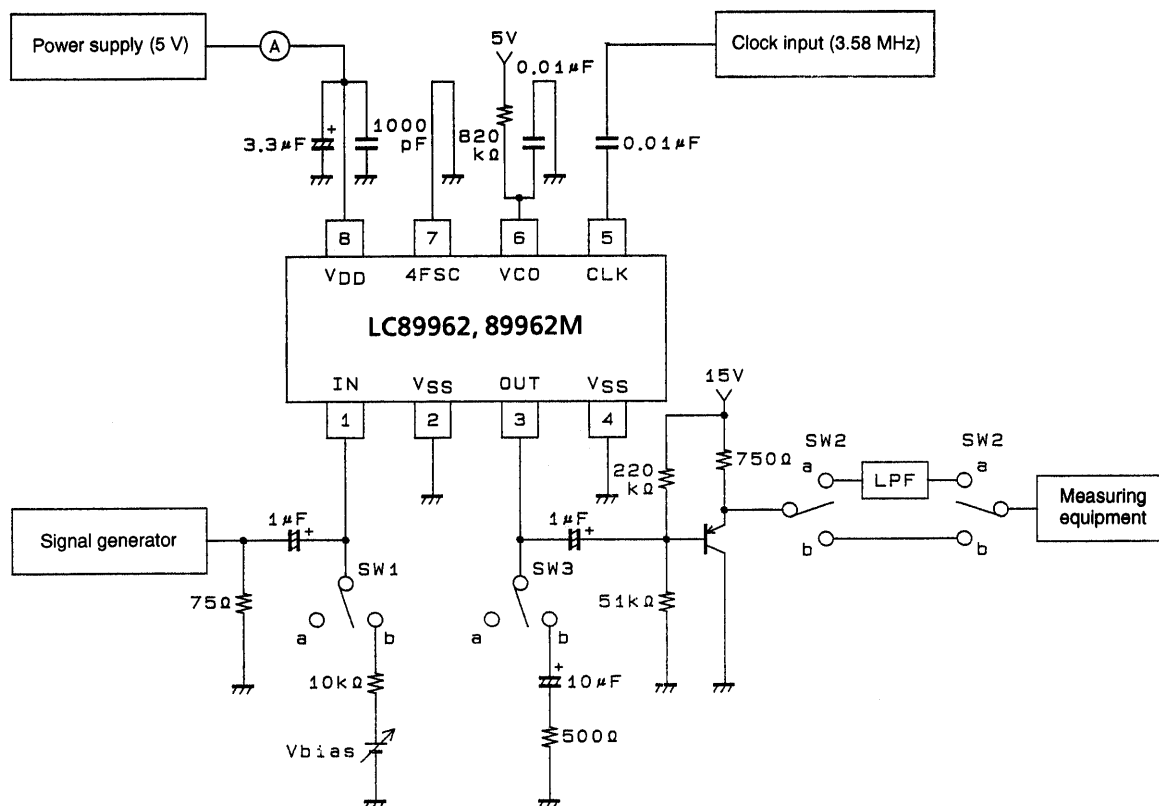 Power supply (5 V)
A
5V
0.01μF
Clock input (3.58 MHz)
3.3μF
+
1000
pF
820
kΩ
0.01μF
8
7
6
5
VDD
4FSC
VCO
CLK
LC89962, 89962M
IN
VSS
OUT
VSS
1
2
3
4
15V
220
kΩ
750Ω
SW2
a
LPF
SW2
a
b
b
Measuring
equipment
Signal generator
1μF
+
1μF
+
75Ω
SW1
a
b
SW3
a
b
51kΩ
10kΩ
+
10μF
Vbias
500Ω